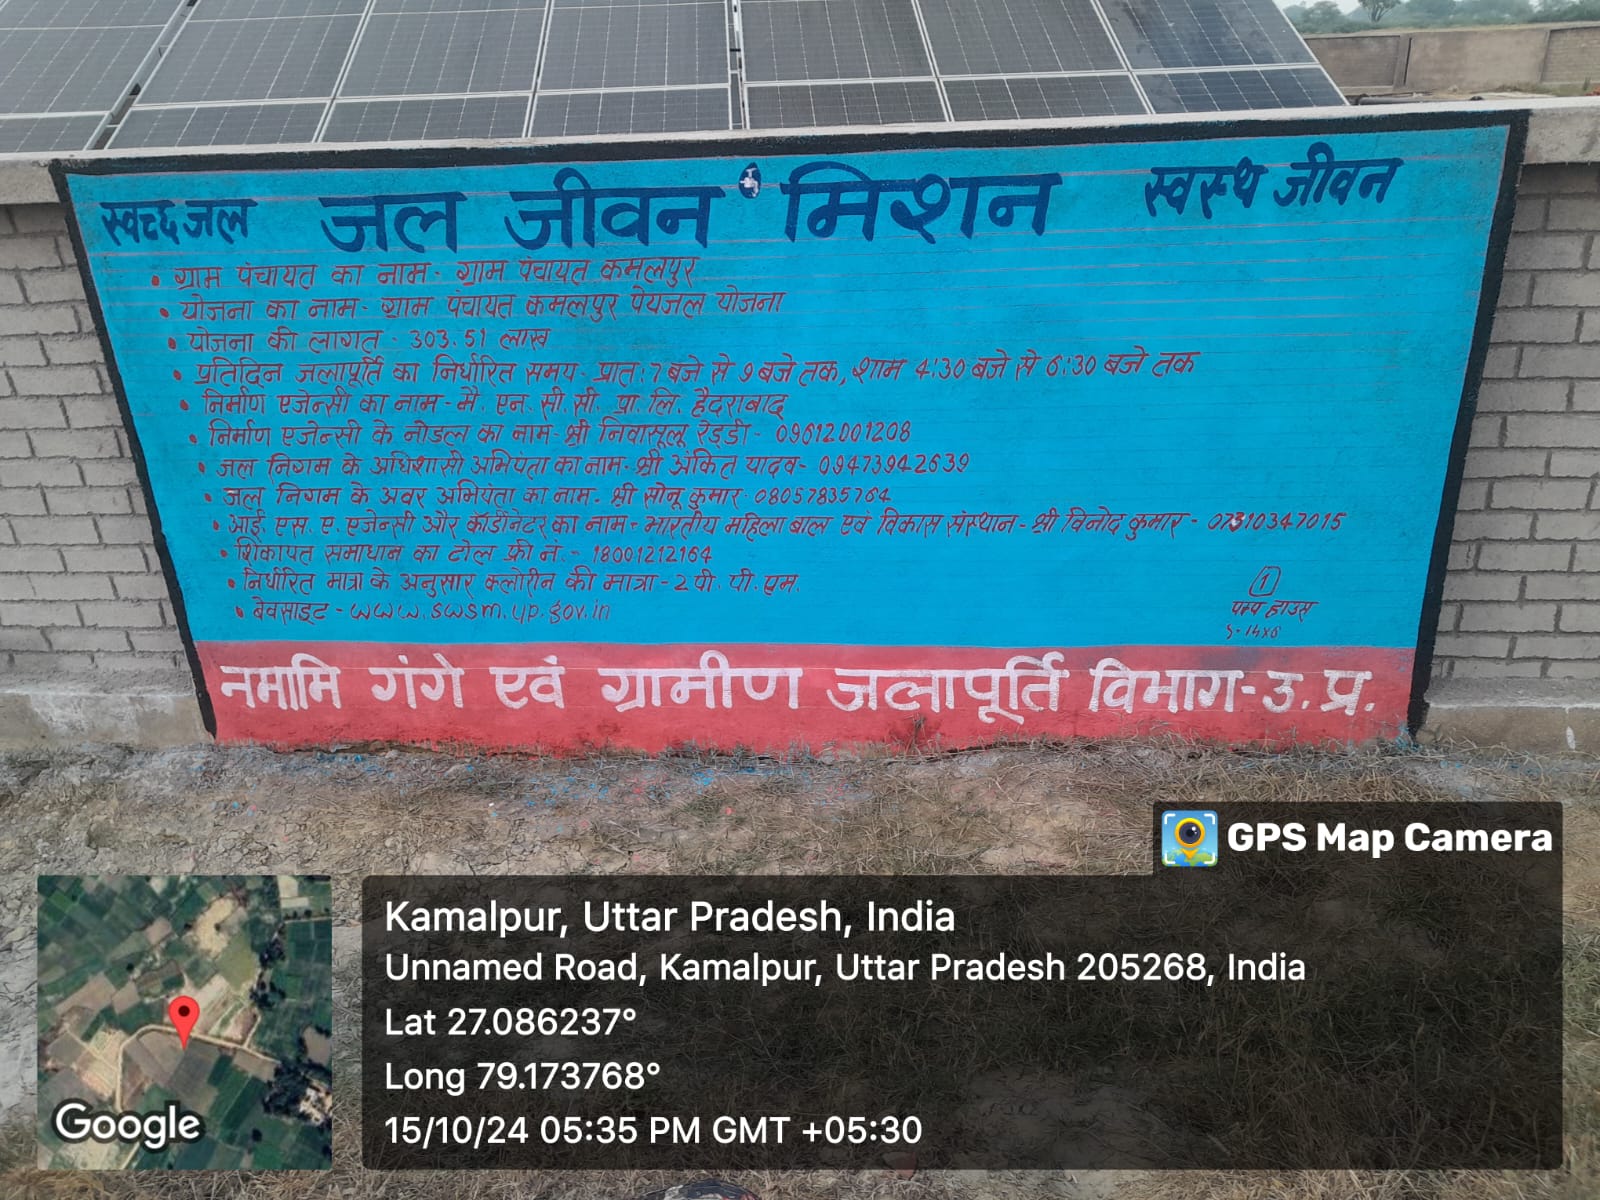 स्वच्छ जल जल जीवन मिशन स्वस्थ जीवन
• ग्राम पंचायत का नाम- ग्राम पंचायत कमलपुर
• योजना का नाम- ग्राम पंचायत कमलपुर पेयजल योजना
• योजना की लागत - 303.51 लाख
• प्रतिदिन जलापूर्ति का निर्धारित समय- प्रात: 7 बजे से 9 बजे तक, शाम 4:30 बजे से 6:30 बजे तक
• निर्माण एजेन्सी का नाम- मै. एन. सी. सी. प्रा. लि. हैदराबाद
• निर्माण एजेन्सी के नोडल का नाम- श्री निवासूलू रेड्डी- 09612001208
• जल निगम के अधिशासी अभियंता का नाम- श्री अंकित यादव- 09473942639
• जल निगम के अवर अभियंता का नाम- श्री सोनू कुमार- 08057835764
• आई. एस. ए. एजेन्सी और कॉर्डीनेटर का नाम- भारतीय महिला बाल एवं विकास संस्थान- श्री विनोद कुमार- 07310347015
• शिकायत समाधान का टोल फ्री नं.- 18001212164
• निर्धारित मात्रा के अनुसार क्लोरीन की मात्रा- 2 पी. पी. एम.
• बेवसाइट- www.swsm.up.gov.in
1
पम्प हाउस
S-14x6
नमामि गंगे एवं ग्रामीण जलापूर्ति विभाग-उ.प्र.
GPS Map Camera
Kamalpur, Uttar Pradesh, India
Unnamed Road, Kamalpur, Uttar Pradesh 205268, India
Lat 27.086237°
Long 79.173768°
15/10/24 05:35 PM GMT +05:30
Google